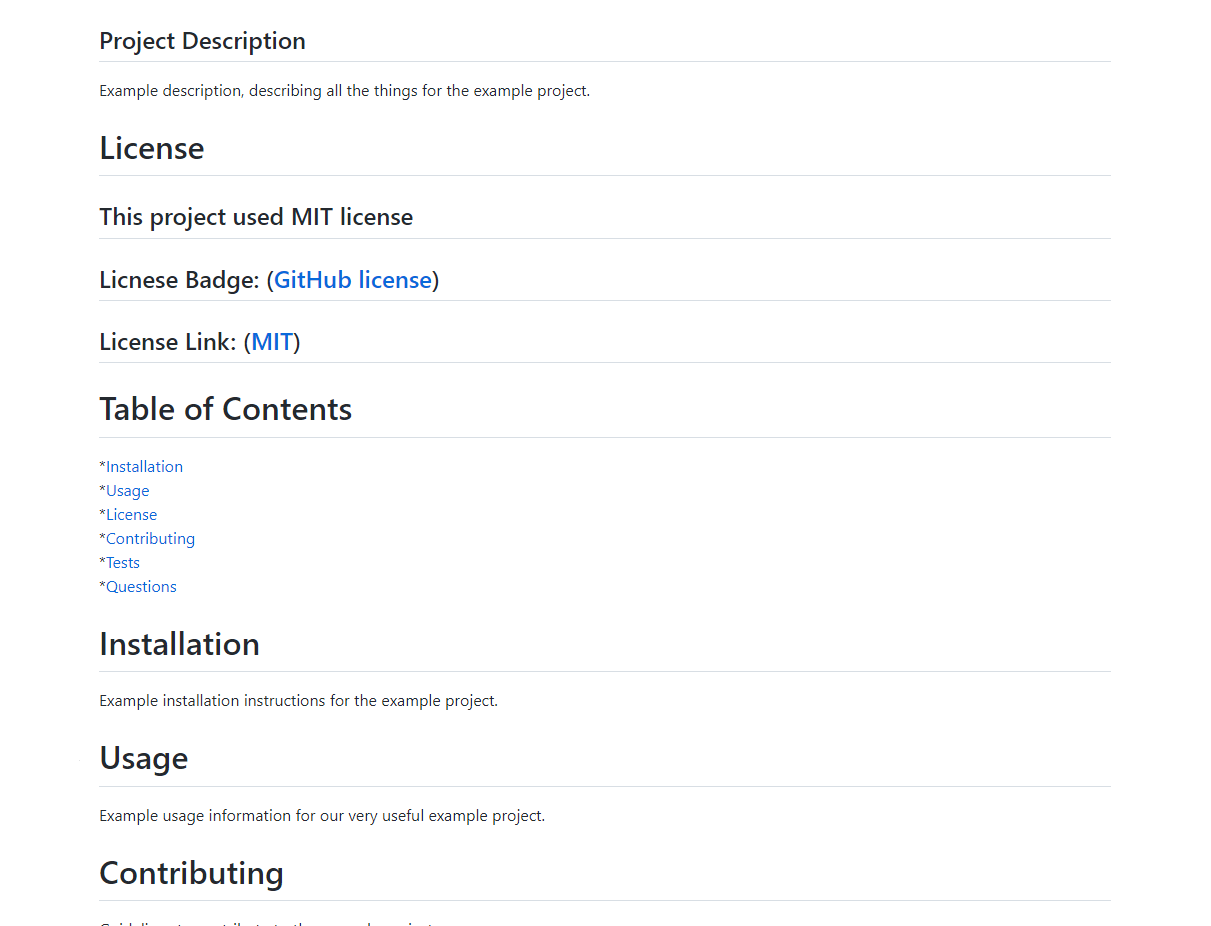 Project Description
Example description, describing all the things for the example project.
License
This project used MIT license
Licnese Badge: (GitHub license)
License Link: (MIT)
Table of Contents
*Installation
*Usage
*License
*Contributing
*Tests
*Questions
Installation
Example installation instructions for the example project.
Usage
Example usage information for our very useful example project.
Contributing